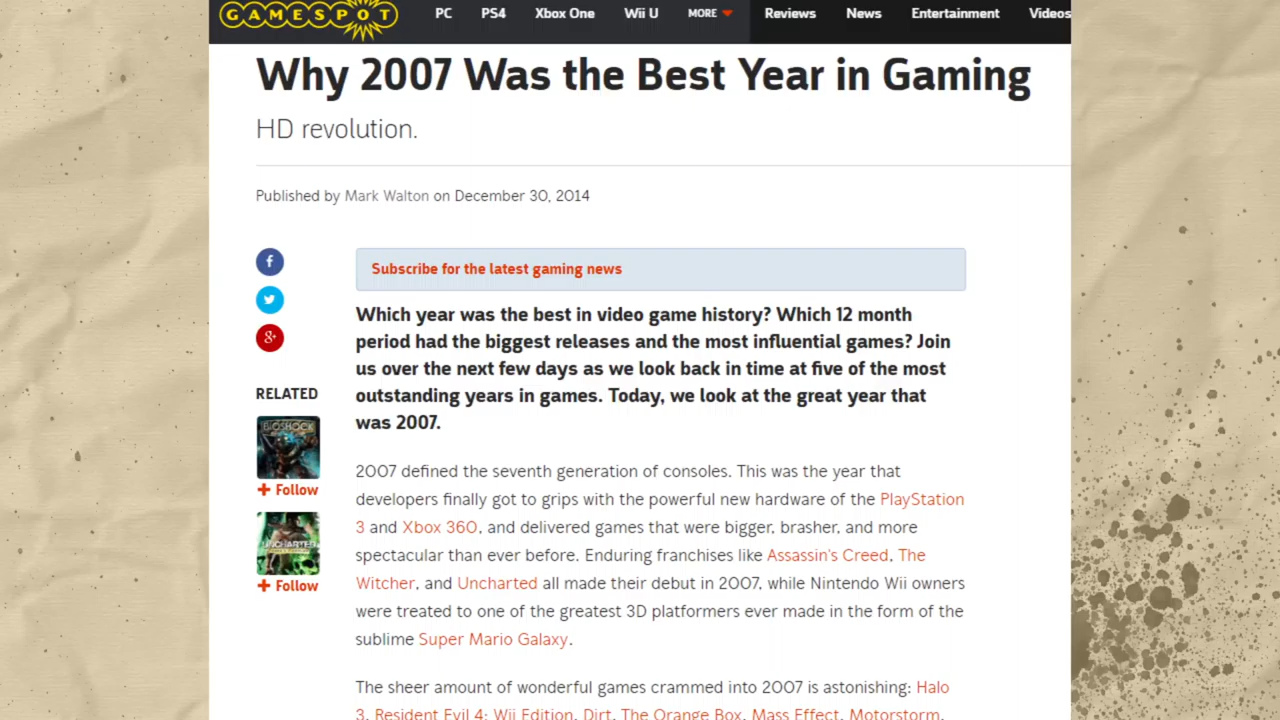 GAMESPOT PC PS4 Xbox One Wii U MORE Reviews News Entertainment Videos
Why 2007 Was the Best Year in Gaming
HD revolution.
Published by Mark Walton on December 30, 2014
f
Subscribe for the latest gaming news
g+
Which year was the best in video game history? Which 12 month
period had the biggest releases and the most influential games? Join
us over the next few days as we look back in time at five of the most
outstanding years in games. Today, we look at the great year that
was 2007.
RELATED
BIOSHOCK
+ Follow
UNCHARTED
+ Follow
2007 defined the seventh generation of consoles. This was the year that
developers finally got to grips with the powerful new hardware of the PlayStation
3 and Xbox 360, and delivered games that were bigger, brasher, and more
spectacular than ever before. Enduring franchises like Assassin's Creed, The
Witcher, and Uncharted all made their debut in 2007, while Nintendo Wii owners
were treated to one of the greatest 3D platformers ever made in the form of the
sublime Super Mario Galaxy.
The sheer amount of wonderful games crammed into 2007 is astonishing: Halo
3, Resident Evil 4: Wii Edition, Dirt, The Orange Box, Mass Effect, Motorstorm,